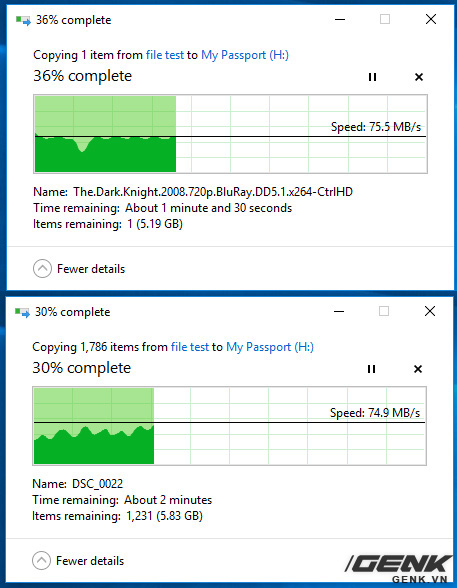 36% complete
Copying 1 item from file test to My Passport (H:)
36% complete
Speed: 75.5 MB/s
Name: The.Dark.Knight.2008.720p.BluRay.DD5.1.x264-CtrlHD
Time remaining: About 1 minute and 30 seconds
Items remaining: 1 (5.19 GB)
Fewer details
30% complete
Copying 1,786 items from file test to My Passport (H:)
30% complete
Speed: 74.9 MB/s
Name: DSC_0022
Time remaining: About 2 minutes
Items remaining: 1,231 (5.83 GB)
Fewer details
GENK
GENK.VN